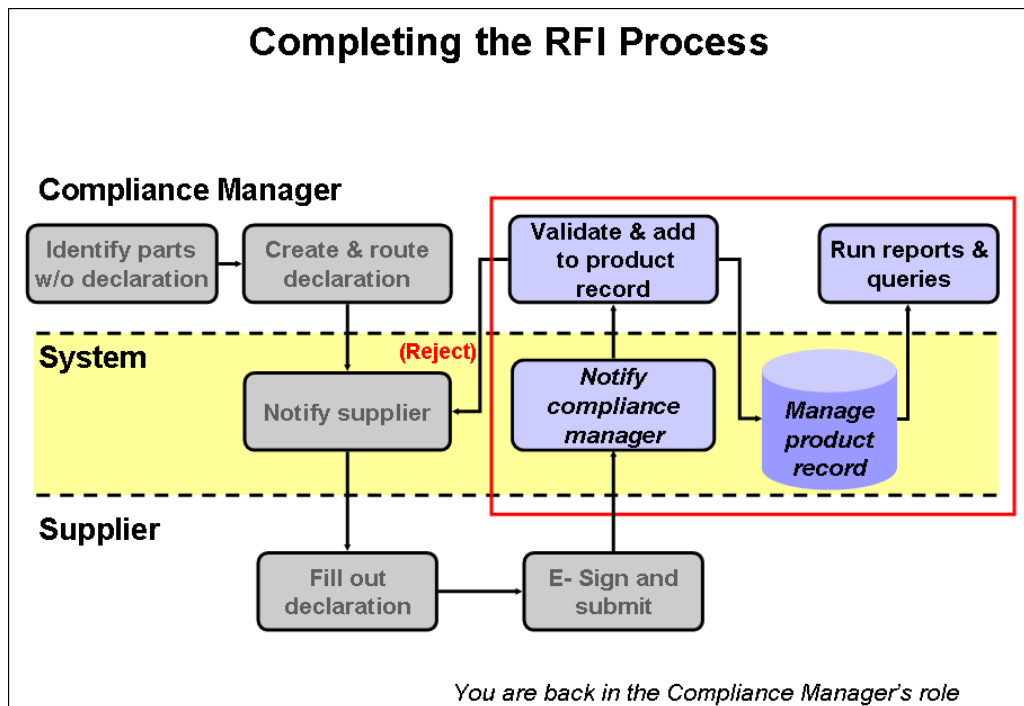 Completing the RFI Process
Compliance Manager
Identify parts
w/o declaration
Create & route
declaration
Validate & add
to product
record
Run reports &
queries
System
(Reject)
Notify supplier
Notify
compliance
manager
Manage
product
record
Supplier
Fill out
declaration
E- Sign and
submit
You are back in the Compliance Manager's role